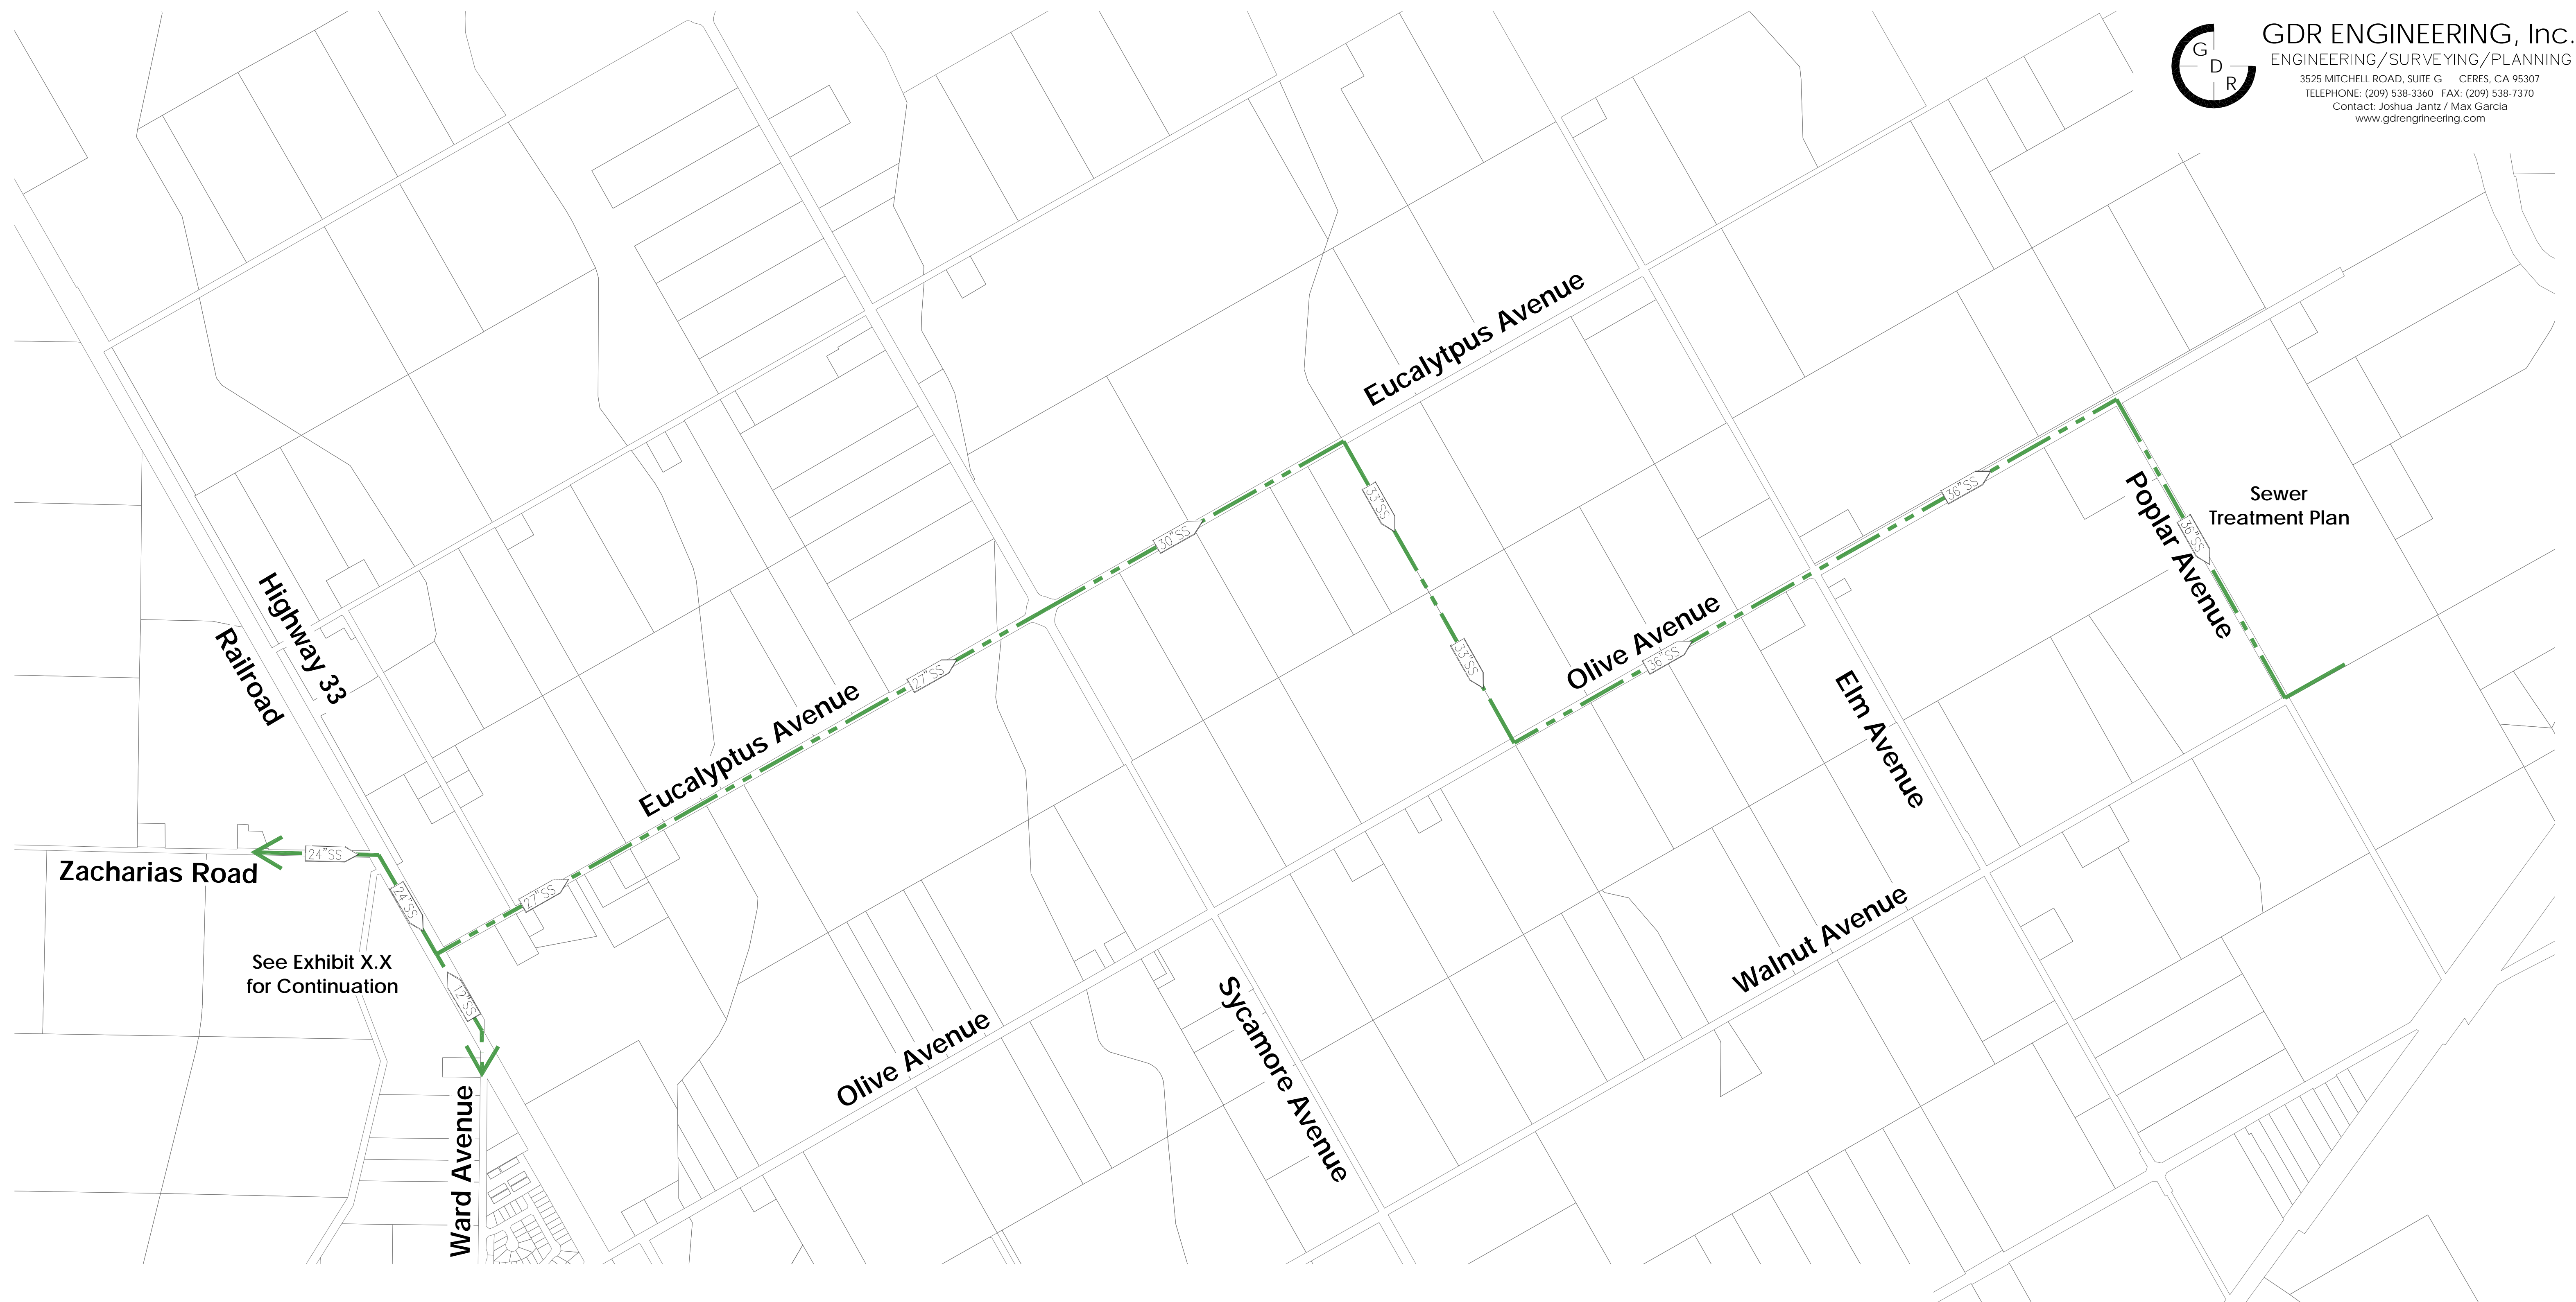 G
D
R
GDR ENGINEERING, Inc.
ENGINEERING/SURVEYING/PLANNING
3525 MITCHELL ROAD, SUITE G CERES, CA 95307
TELEPHONE: (209) 538-3360 FAX: (209) 538-7370
Contact: Joshua Jantz / Max Garcia
www.gdrengrineering.com
Eucalytpus Avenue
33"SS
30"SS
36"SS
Poplar Avenue
Sewer
Treatment Plan
36"SS
Highway 33
Railroad
33"SS
Olive Avenue
36"SS
27"SS
Eucalyptus Avenue
Elm Avenue
24"SS
Zacharias Road
24"SS
27"SS
See Exhibit X.X
for Continuation
12"SS
Walnut Avenue
Sycamore Avenue
Olive Avenue
Ward Avenue